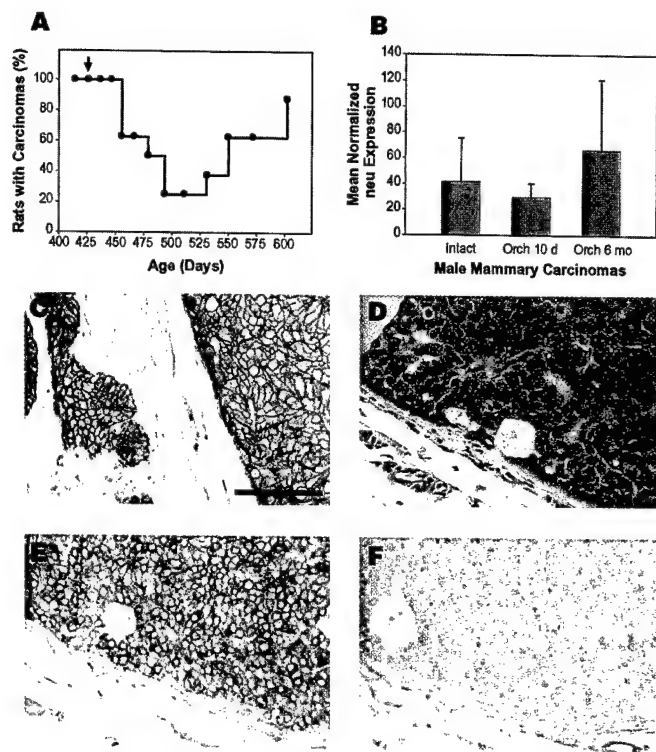 A
Rats with Carcinomas (%)
100
80
60
40
20
0
400 425 450 475 500 525 550 575 600
Age (Days)
B
Mean Normalized
neu Expression
140
120
100
80
60
40
20
0
Intact Orch 10 d Orch 6 mo
Male Mammary Carcinomas
C
D
E
F